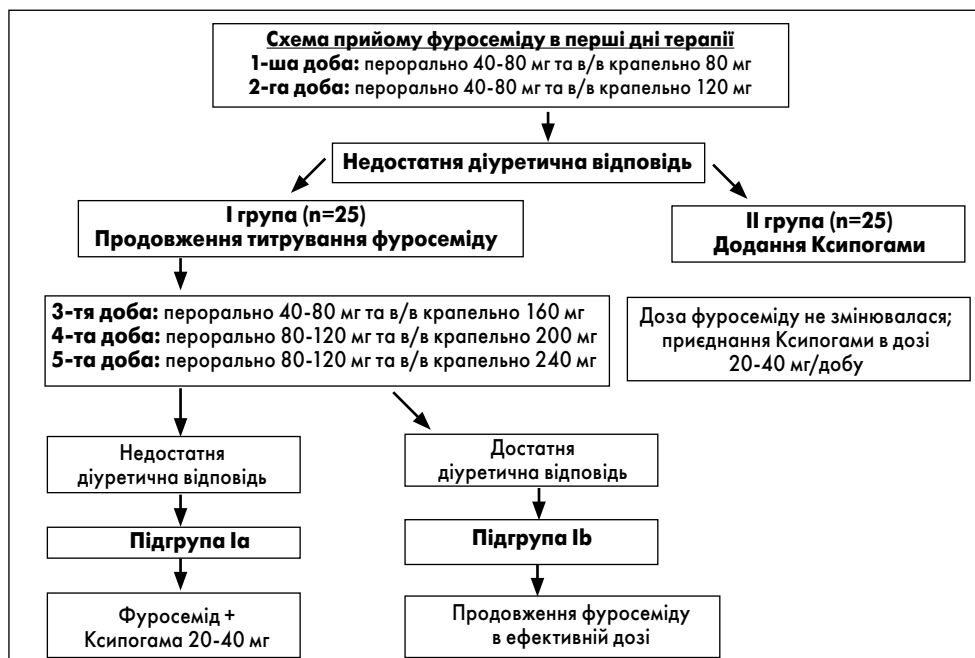 Схема прийому фуросеміду в перші дні терапії
1-ша доба: перорально 40-80 мг та в/в крапельно 80 мг
2-га доба: перорально 40-80 мг та в/в крапельно 120 мг
Недостатня діуретична відповідь
І група (n=25)
Продовження титрування фуросеміду
ІІ група (n=25)
Додання Ксипогами
3-тя доба: перорально 40-80 мг та в/в крапельно 160 мг
4-та доба: перорально 80-120 мг та в/в крапельно 200 мг
5-та доба: перорально 80-120 мг та в/в крапельно 240 мг
Доза фуросеміду не змінювалася;
приєднання Ксипогами в дозі
20-40 мг/добу
Недостатня
діуретична відповідь
Достатня
діуретична відповідь
Підгрупа Іа
Підгрупа Іb
Фуросемід +
Ксипогама 20-40 мг
Продовження фуросеміду
в ефективній дозі